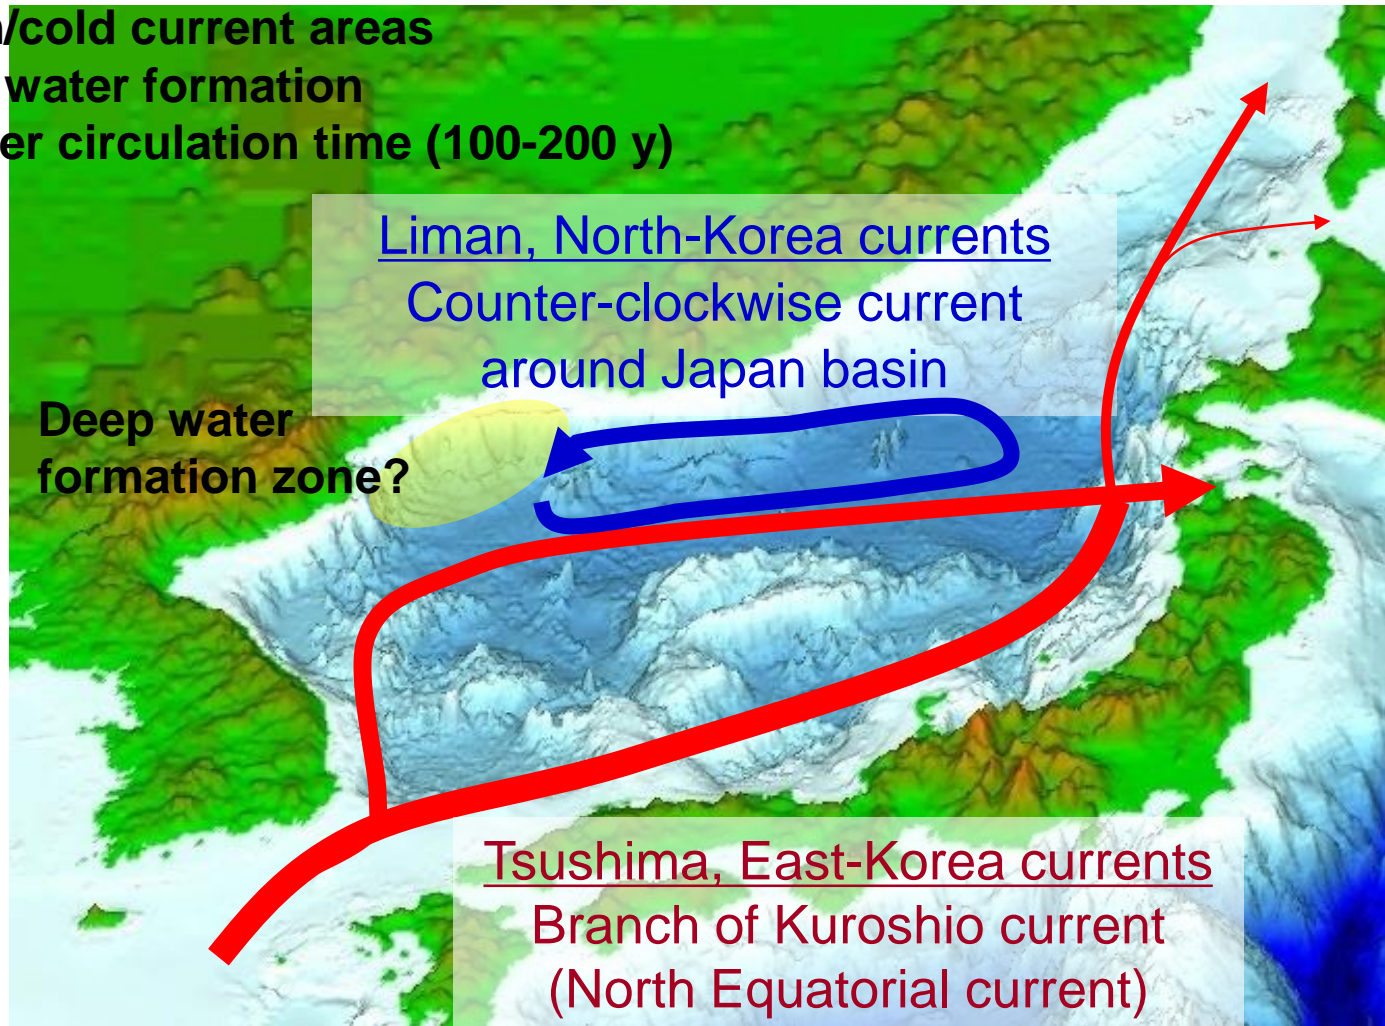 /cold current areas
water formation
er circulation time (100-200 y)
Liman, North-Korea currents
Counter-clockwise current
around Japan basin
Deep water
formation zone?
Tsushima, East-Korea currents
Branch of Kuroshio current
(North Equatorial current)